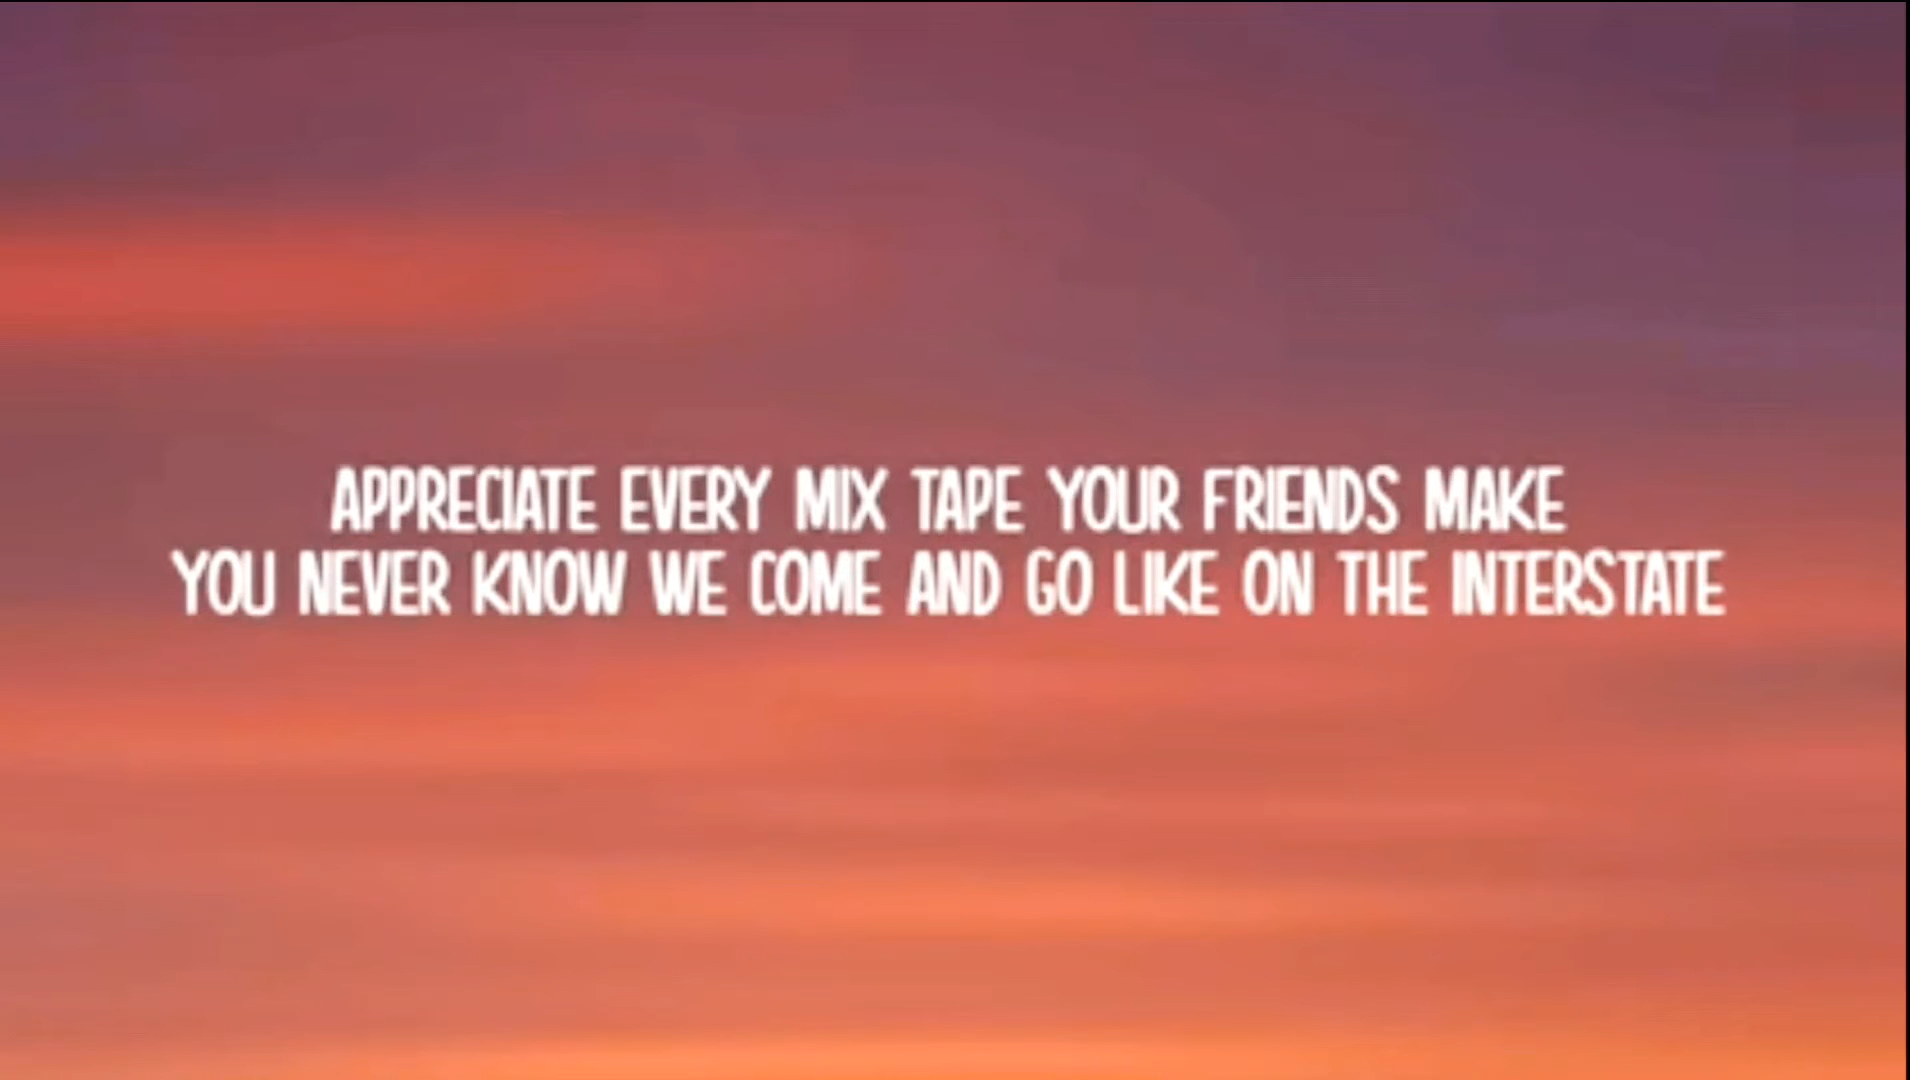 APPRECIATE EVERY MIX TAPE YOUR FRIENDS MAKE
YOU NEVER KNOW WE COME AND GO LIKE ON THE INTERSTATE